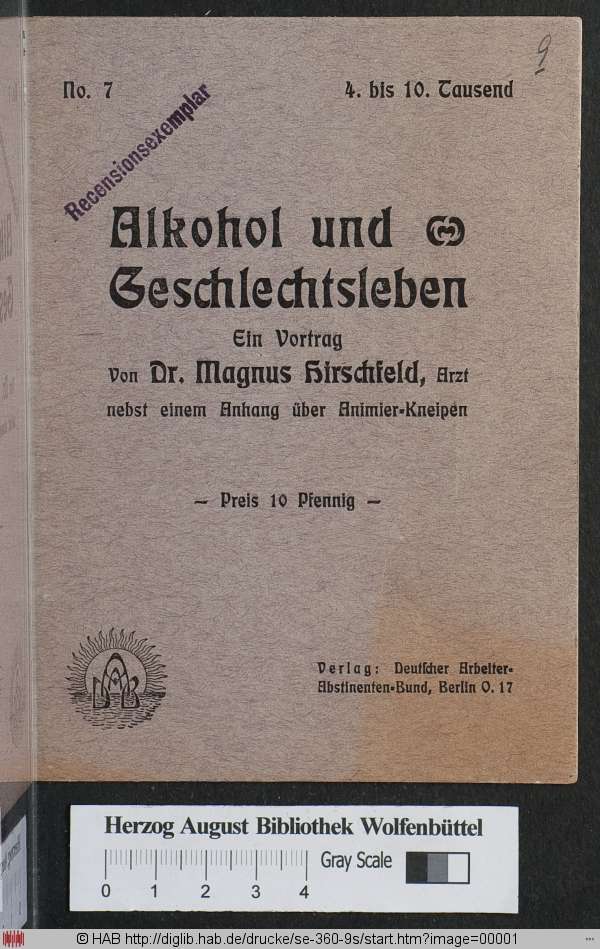 9
No. 7 4. bis 10. Tausend
Recensionsexemplar
Alkohol und
Geschlechtsleben
Ein Vortrag
von Dr. Magnus Hirschfeld, Arzt
nebst einem Anhang über Animier-Kneipen
— Preis 10 Pfennig —
DAAB
Verlag: Deutscher Arbeiter-
Abstinenten-Bund, Berlin O. 17
Herzog August Bibliothek Wolfenbüttel
Gray Scale
0 1 2 3 4
© HAB http://diglib.hab.de/drucke/se-360-9s/start.htm?image=00001